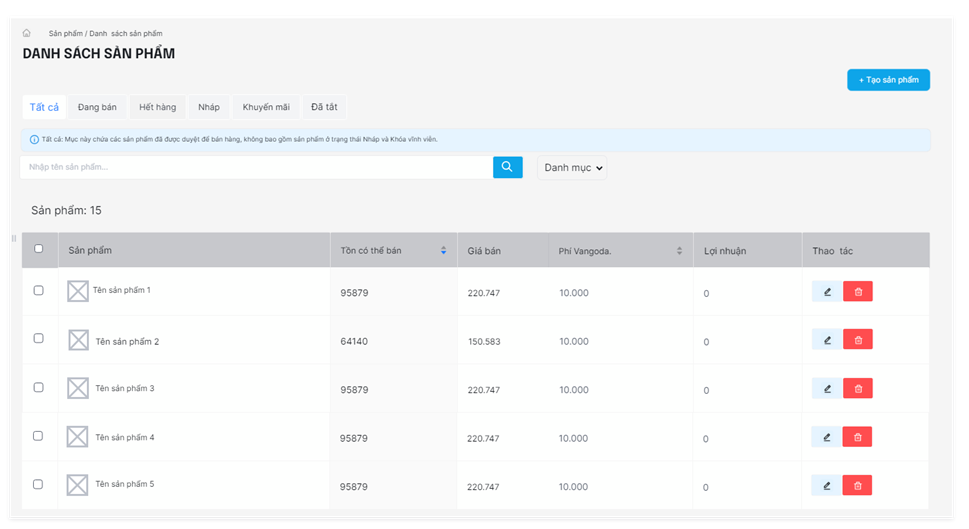 Sản phẩm / Danh sách sản phẩm
DANH SÁCH SẢN PHẨM
+ Tạo sản phẩm
Tất cả Đang bán Hết hàng Nháp Khuyến mãi Đã tắt
Tất cả: Mục này chứa các sản phẩm đã được duyệt để bán hàng, không bao gồm sản phẩm ở trạng thái Nháp và Khóa vĩnh viễn.
Nhập tên sản phẩm... Danh mục
Sản phẩm: 15
Sản phẩm Tồn có thể bán Giá bán Phí Vangoda. Lợi nhuận Thao tác
Tên sản phẩm 1 95879 220.747 10.000 0
Tên sản phẩm 2 64140 150.583 10.000 0
Tên sản phẩm 3 95879 220.747 10.000 0
Tên sản phẩm 4 95879 220.747 10.000 0
Tên sản phẩm 5 95879 220.747 10.000 0